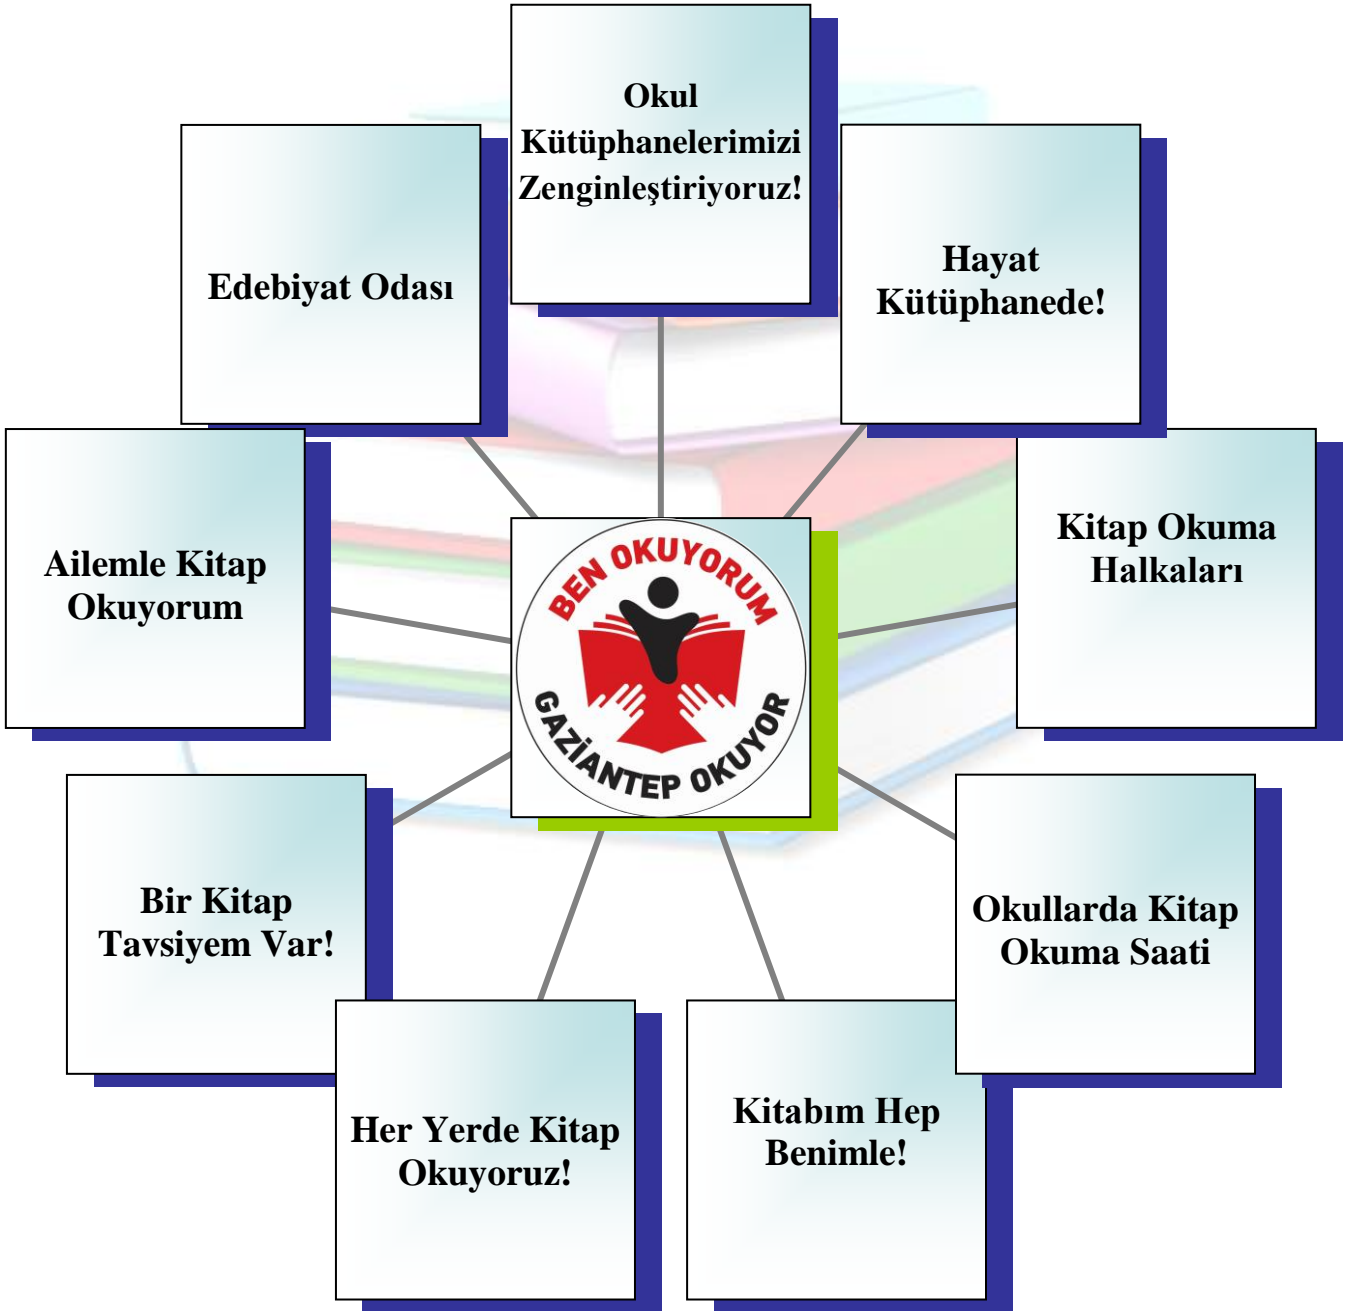 Okul
Kütüphanelerimizi
Zenginleştiriyoruz!
Hayat
Kütüphanede!
Kitap Okuma
Halkaları
Okullarda Kitap
Okuma Saati
Kitabım Hep
Benimle!
Her Yerde Kitap
Okuyoruz!
Bir Kitap
Tavsiyem Var!
Ailemle Kitap
Okuyorum
Edebiyat Odası
BEN OKUYORUM
GAZİANTEP OKUYOR